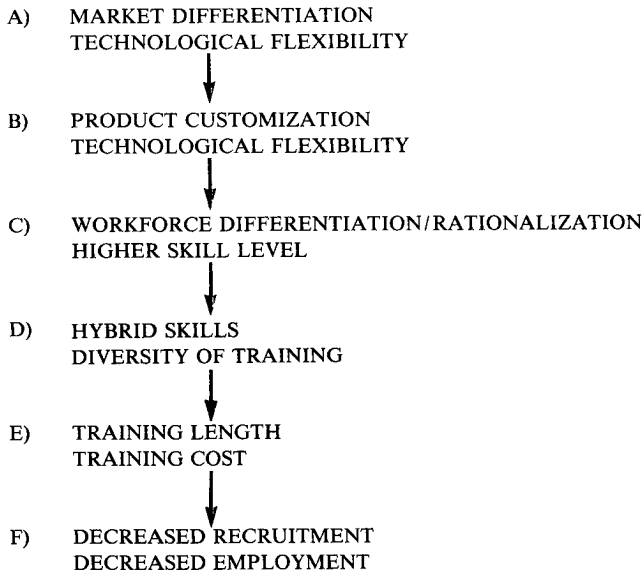 A) MARKET DIFFERENTIATION
TECHNOLOGICAL FLEXIBILITY
B) PRODUCT CUSTOMIZATION
TECHNOLOGICAL FLEXIBILITY
C) WORKFORCE DIFFERENTIATION/RATIONALIZATION
HIGHER SKILL LEVEL
D) HYBRID SKILLS
DIVERSITY OF TRAINING
E) TRAINING LENGTH
TRAINING COST
F) DECREASED RECRUITMENT
DECREASED EMPLOYMENT